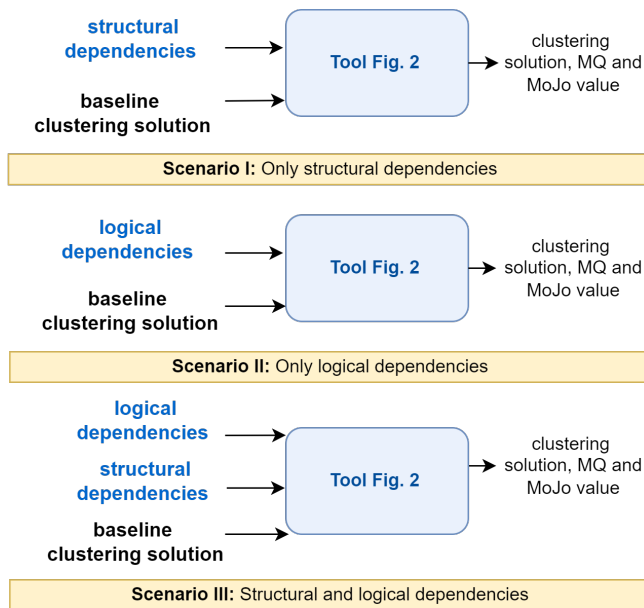 structural
dependencies
baseline
clustering solution
Tool Fig. 2
clustering
solution, MQ and
MoJo value
Scenario I: Only structural dependencies
logical
dependencies
baseline
clustering solution
Tool Fig. 2
clustering
solution, MQ and
MoJo value
Scenario II: Only logical dependencies
logical
dependencies
structural
dependencies
baseline
clustering solution
Tool Fig. 2
clustering
solution, MQ and
MoJo value
Scenario III: Structural and logical dependencies